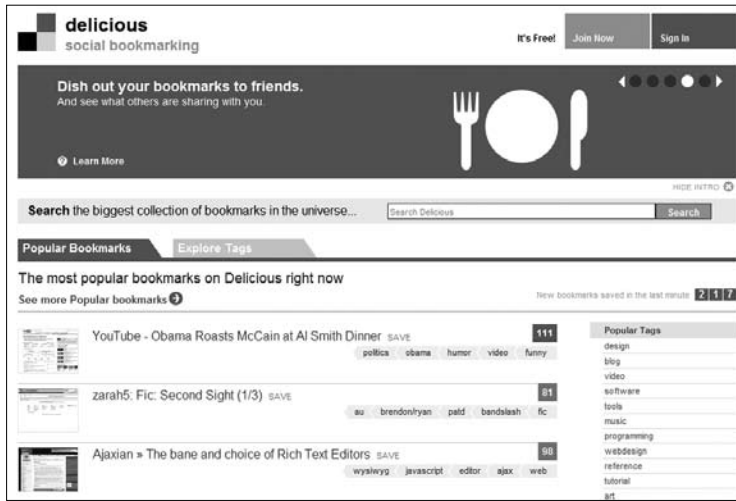 delicious
social bookmarking
It's Free!
Join Now
Sign In
Dish out your bookmarks to friends.
And see what others are sharing with you.
Learn More
HIDE INTRO
Search the biggest collection of bookmarks in the universe...
Search Delicious
Search
Popular Bookmarks
Explore Tags
The most popular bookmarks on Delicious right now
See more Popular bookmarks
New bookmarks saved in the last minute 2 1 7
YouTube - Obama Roasts McCain at Al Smith Dinner SAVE
111
politics obama humor video funny
zarah5: Fic: Second Sight (1/3) SAVE
81
au brendon/ryan patd bandslash fic
Ajaxian » The bane and choice of Rich Text Editors SAVE
98
wysiwyg javascript editor ajax web
Popular Tags
design
blog
video
software
tools
music
programming
webdesign
reference
tutorial
art